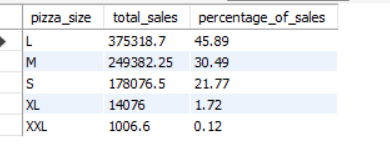 pizza_size total_sales percentage_of_sales
L 375318.7 45.89
M 249382.25 30.49
S 178076.5 21.77
XL 14076 1.72
XXL 1006.6 0.12